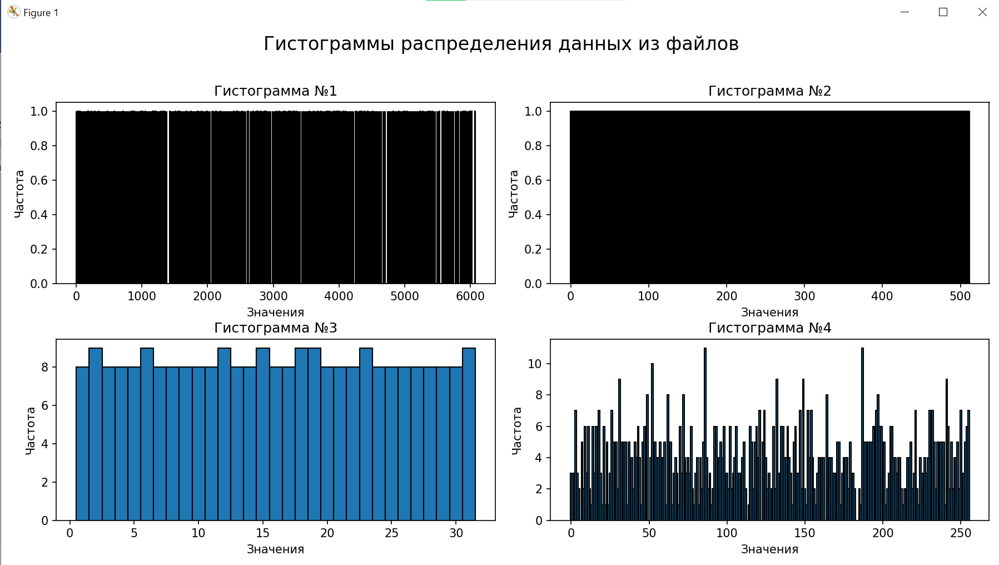 Figure 1
Гистограммы распределения данных из файлов
Гистограмма №1
1.0
0.8
0.6
0.4
0.2
0.0
Частота
0 1000 2000 3000 4000 5000 6000
Значения
Гистограмма №2
1.0
0.8
0.6
0.4
0.2
0.0
Частота
0 100 200 300 400 500
Значения
Гистограмма №3
8
6
4
2
0
Частота
0 5 10 15 20 25 30
Значения
Гистограмма №4
10
8
6
4
2
0
Частота
0 50 100 150 200 250
Значения